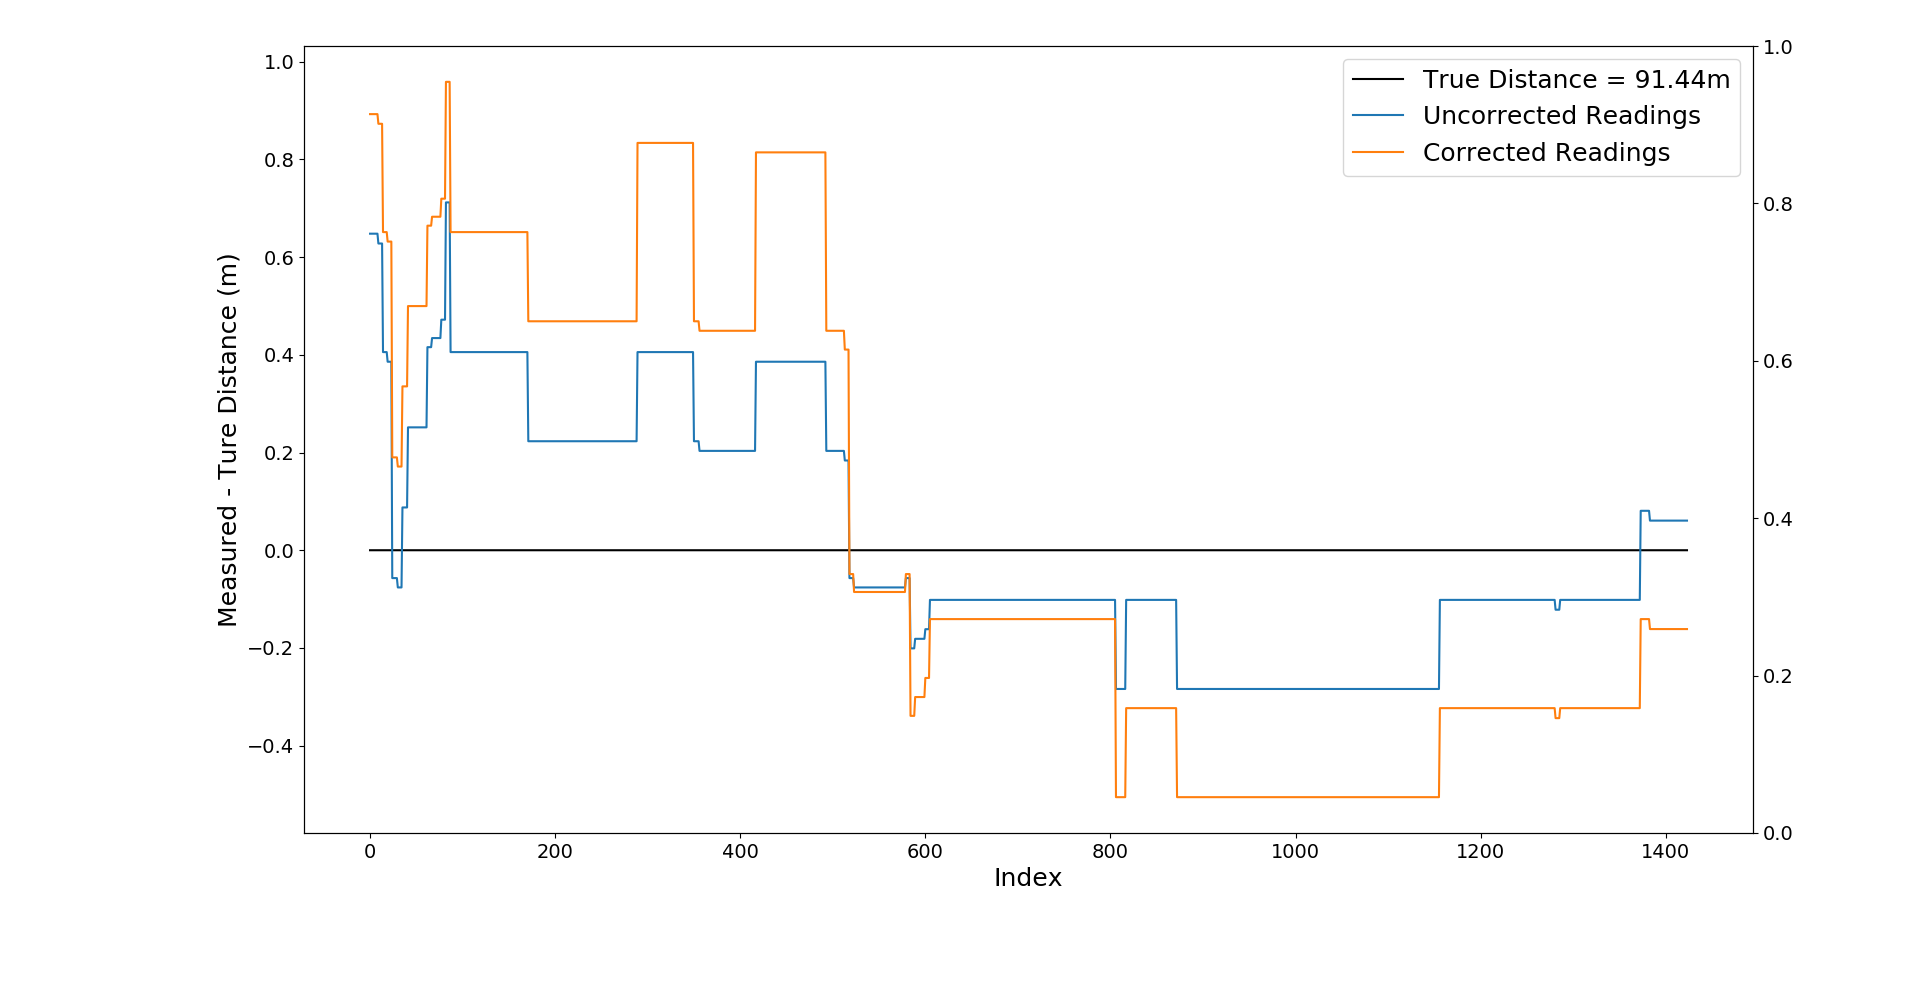 True Distance = 91.44m
Uncorrected Readings
Corrected Readings
Measured - Ture Distance (m)
1.0
0.8
0.6
0.4
0.2
0.0
−0.2
−0.4
1.0
0.8
0.6
0.4
0.2
0.0
0 200 400 600 800 1000 1200 1400
Index